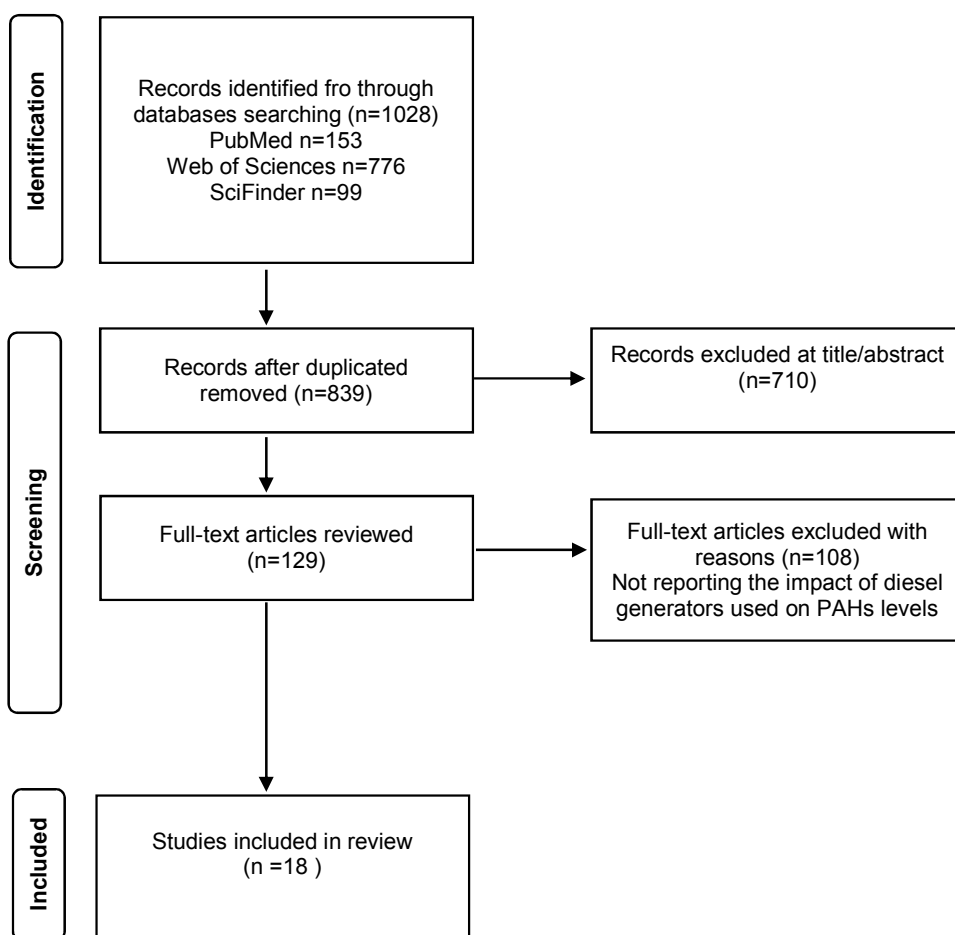 Identification
Records identified fro through
databases searching (n=1028)
PubMed n=153
Web of Sciences n=776
SciFinder n=99
Screening
Records after duplicated
removed (n=839)
Records excluded at title/abstract
(n=710)
Full-text articles reviewed
(n=129)
Full-text articles excluded with
reasons (n=108)
Not reporting the impact of diesel
generators used on PAHs levels
Included
Studies included in review
(n =18 )